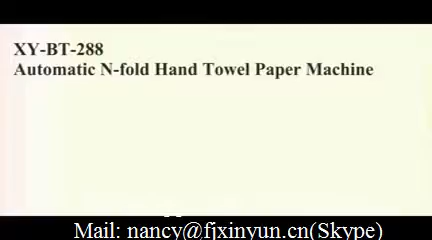 XY-BT-288
Automatic N-fold Hand Towel Paper Machine
Mail: nancy@fjxinyun.cn(Skype)